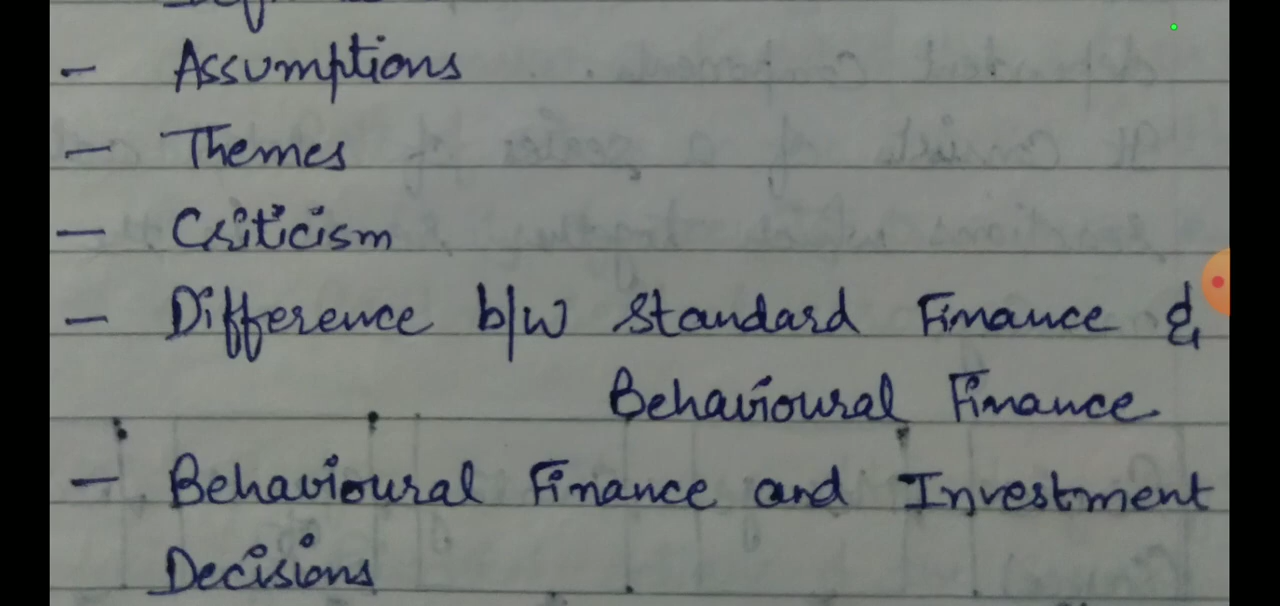 - Assumptions
- Themes
- Criticism
- Difference b/w Standard Finance &
Behavioural Finance
- Behavioural Finance and Investment
Decisions